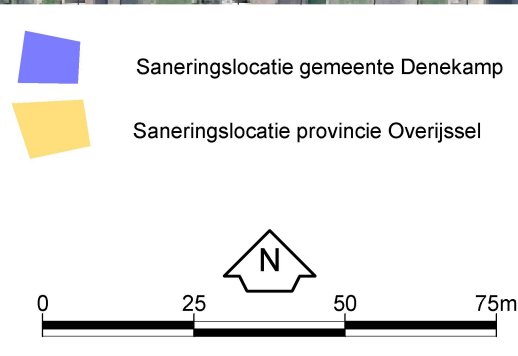 Saneringslocatie gemeente Denekamp
Saneringslocatie provincie Overijssel
N
0 25 50 75m